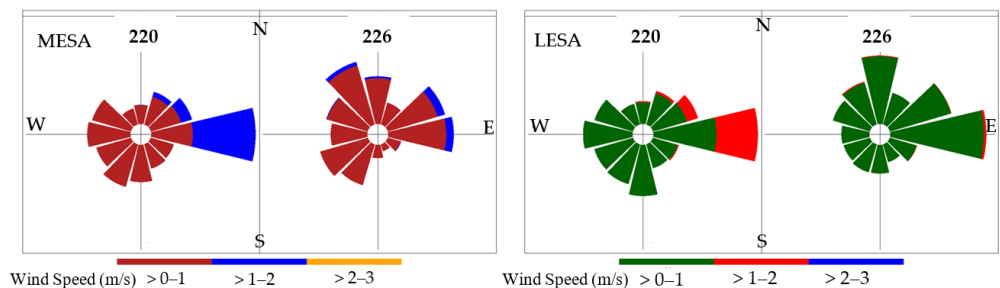 MESA 220 N 226
W E
S
Wind Speed (m/s) > 0–1 > 1–2 > 2–3
LESA 220 N 226
W E
S
Wind Speed (m/s) > 0–1 > 1–2 > 2–3